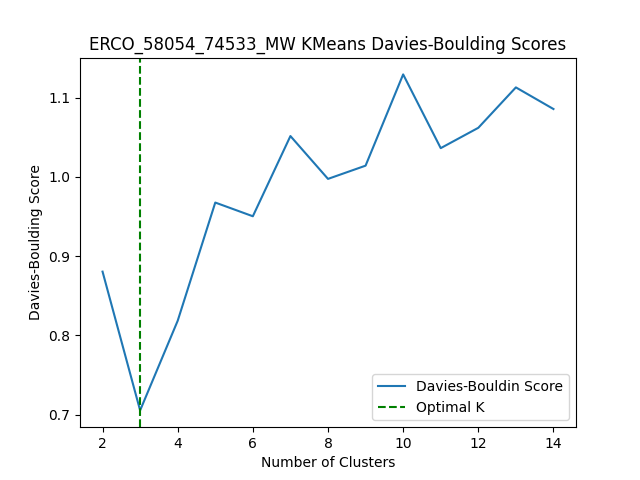 ERCO_58054_74533_MW KMeans Davies-Boulding Scores
Davies-Boulding Score
1.1
1.0
0.9
0.8
0.7
Davies-Bouldin Score
Optimal K
2 4 6 8 10 12 14
Number of Clusters